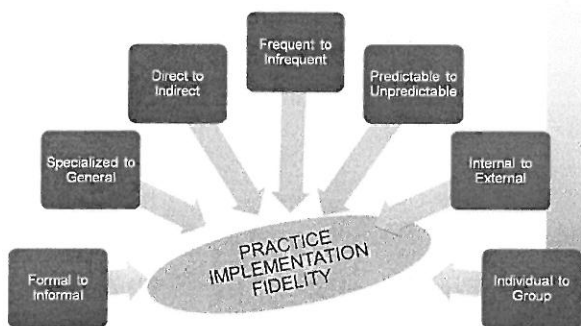 Frequent to
Infrequent
Direct to
Indirect
Predictable to
Unpredictable
Specialized to
General
Internal to
External
Formal to
Informal
PRACTICE
IMPLEMENTATION
FIDELITY
Individual to
Group